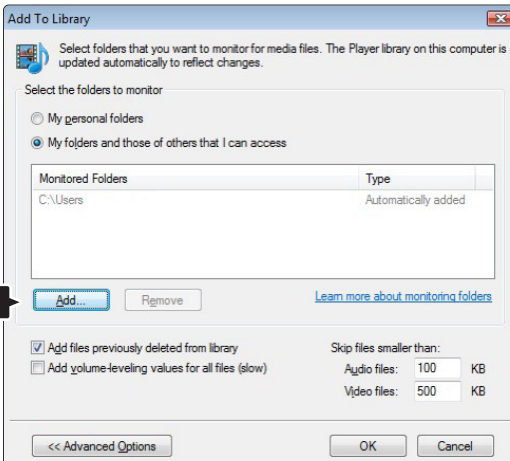 Add To Library
Select folders that you want to monitor for media files. The Player library on this computer is
updated automatically to reflect changes.
Select the folders to monitor
My personal folders
My folders and those of others that I can access
Monitored Folders Type
C:\Users Automatically added
Add... Remove Learn more about monitoring folders
Add files previously deleted from library Skip files smaller than:
Add volume-leveling values for all files (slow) Audio files: 100 KB
Video files: 500 KB
<< Advanced Options OK Cancel